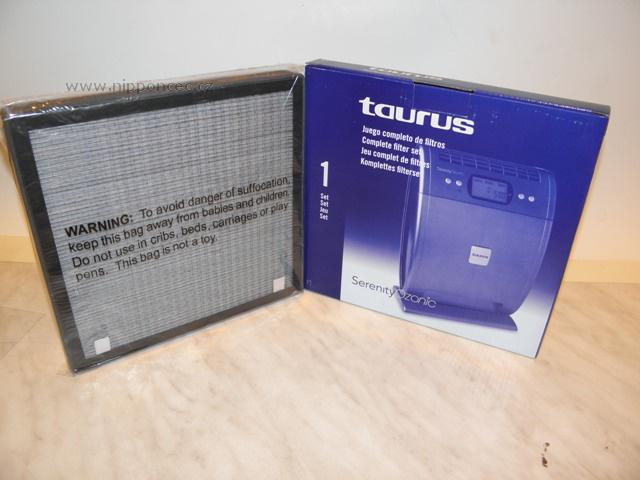 www.nipponcec.cz
WARNING: To avoid danger of suffocation,
keep this bag away from babies and children.
Do not use in cribs, beds, carriages or play
pens. This bag is not a toy.
taurus
Juego completo de filtros
Complete filter set
Jeu complet de filtres
Komplettes filterset
1
Set
Set
Jeu
Set
Serenity Ozonic